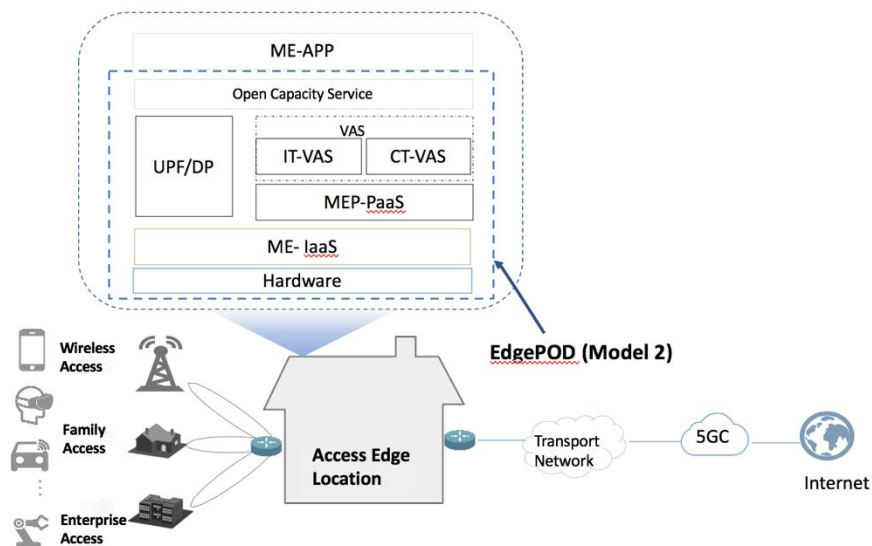 ME-APP
Open Capacity Service
UPF/DP
VAS
IT-VAS
CT-VAS
MEP-PaaS
ME- IaaS
Hardware
EdgePOD (Model 2)
Wireless
Access
Family
Access
Enterprise
Access
Access Edge
Location
Transport
Network
5GC
Internet